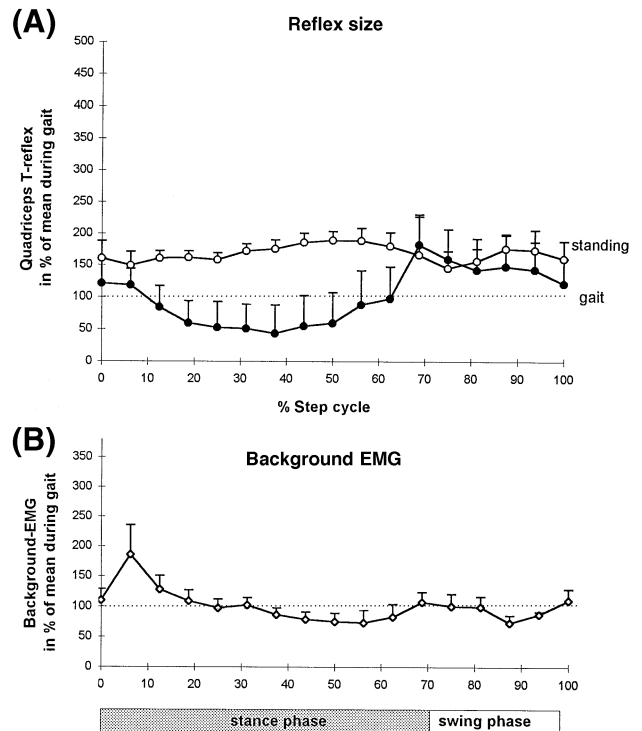 (A)
Reflex size
Quadriceps T-reflex
in % of mean during gait
500
450
400
350
300
250
200
150
100
50
0
standing
gait
0 10 20 30 40 50 60 70 80 90 100
% Step cycle
(B)
Background EMG
Background-EMG
in % of mean during gait
350
300
250
200
150
100
50
0
0 10 20 30 40 50 60 70 80 90 100
stance phase swing phase